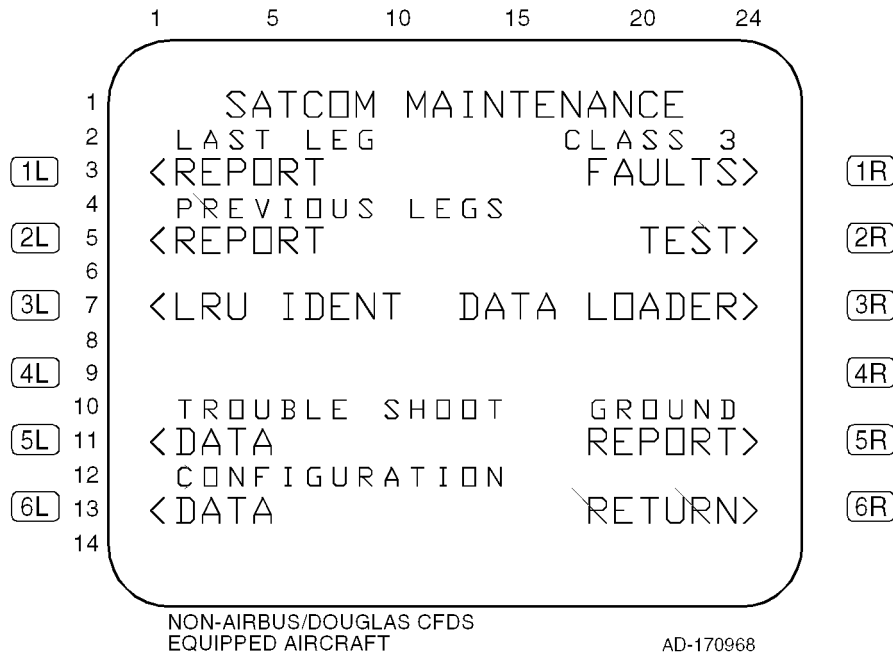 1 5 10 15 20 24
1 SATCOM MAINTENANCE
2 LAST LEG CLASS 3
1L 3 <REPORT FAULTS> 1R
4 PREVIOUS LEGS
2L 5 <REPORT TEST> 2R
6
3L 7 <LRU IDENT DATA LOADER> 3R
8
4L 9 4R
10 TROUBLE SHOOT GROUND
5L 11 <DATA REPORT> 5R
12 CONFIGURATION
6L 13 <DATA RETURN> 6R
14
NON-AIRBUS/DOUGLAS CFDS
EQUIPPED AIRCRAFT AD-170968